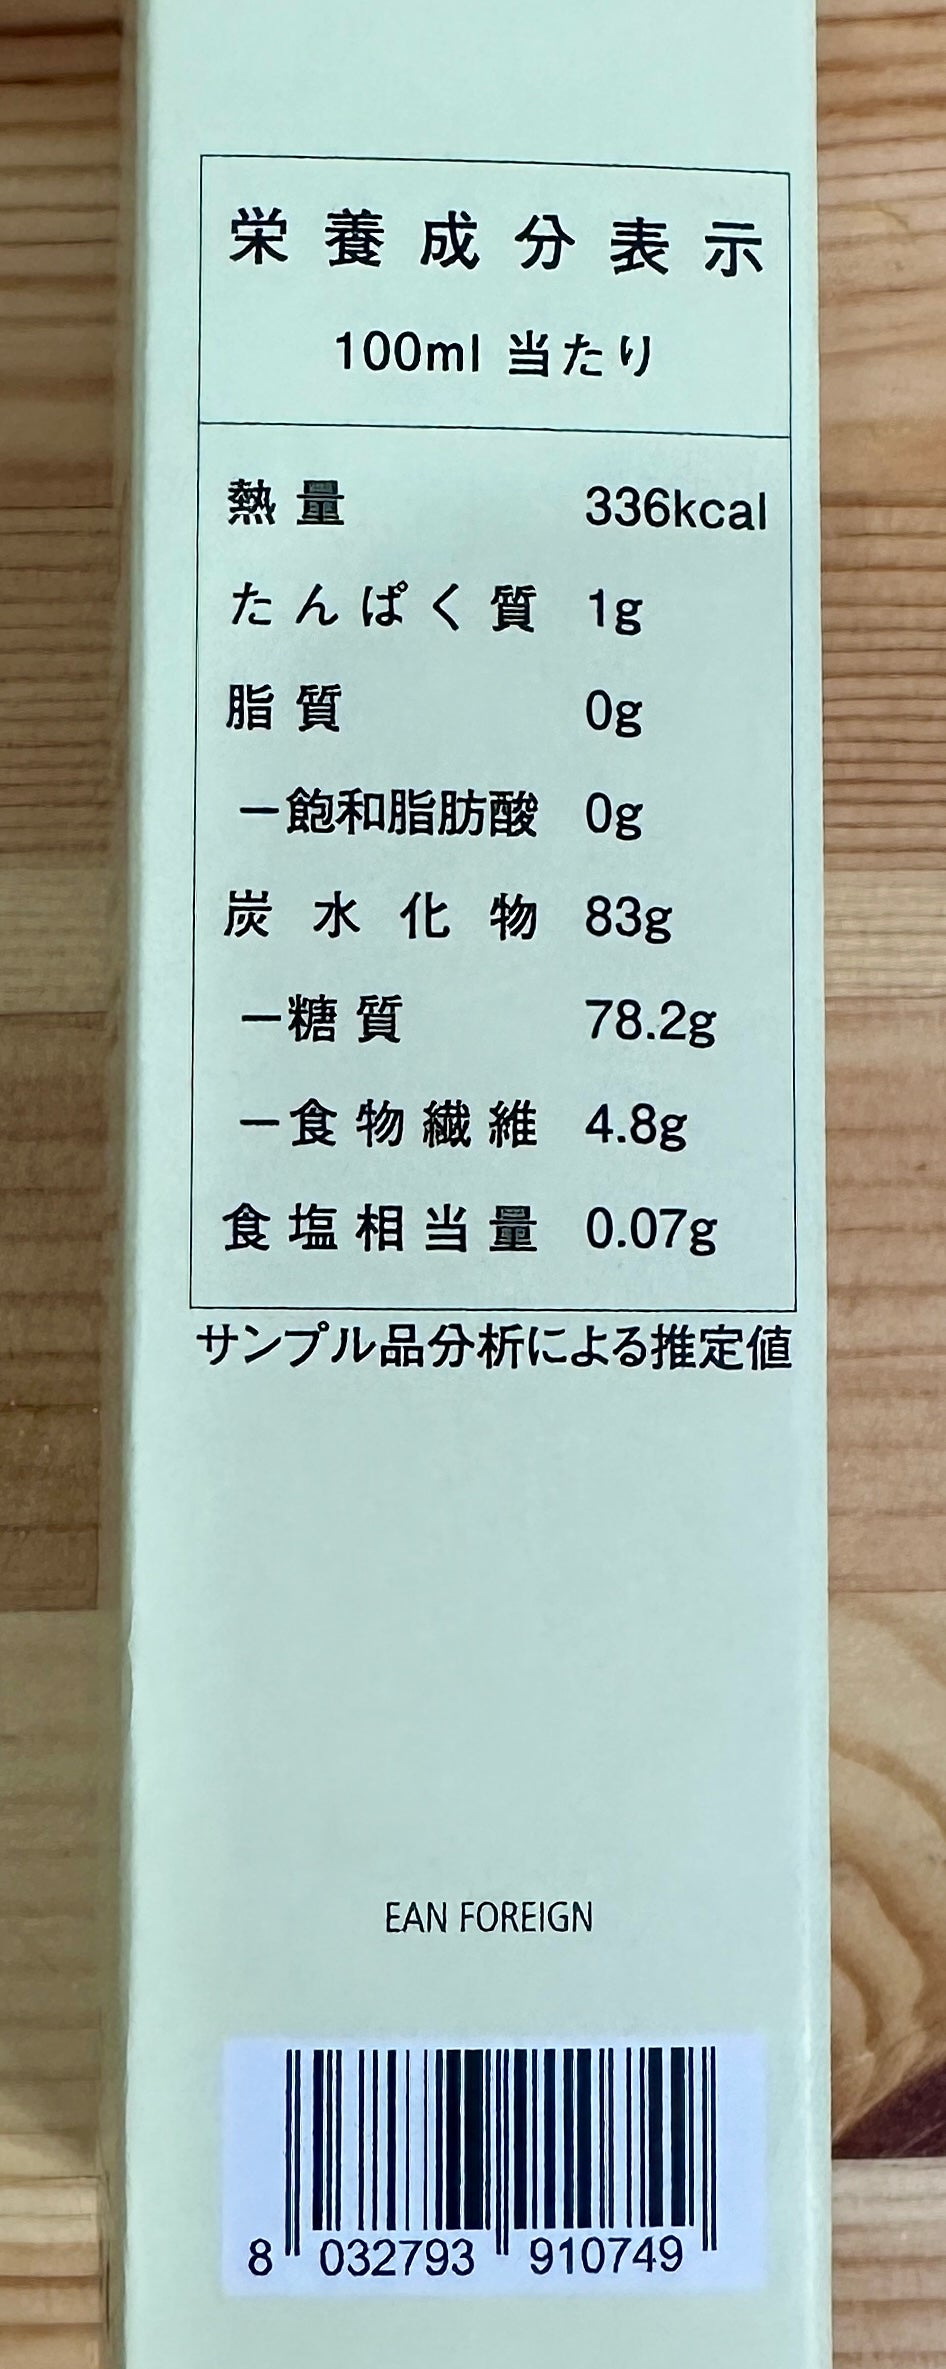 栄養成分表示
100ml 当たり
熱量 336kcal
たんぱく質 1g
脂質 0g
ー飽和脂肪酸 0g
炭水化物 83g
ー糖質 78.2g
ー食物繊維 4.8g
食塩相当量 0.07g
サンプル品分析による推定値
EAN FOREIGN
8 032793 910749